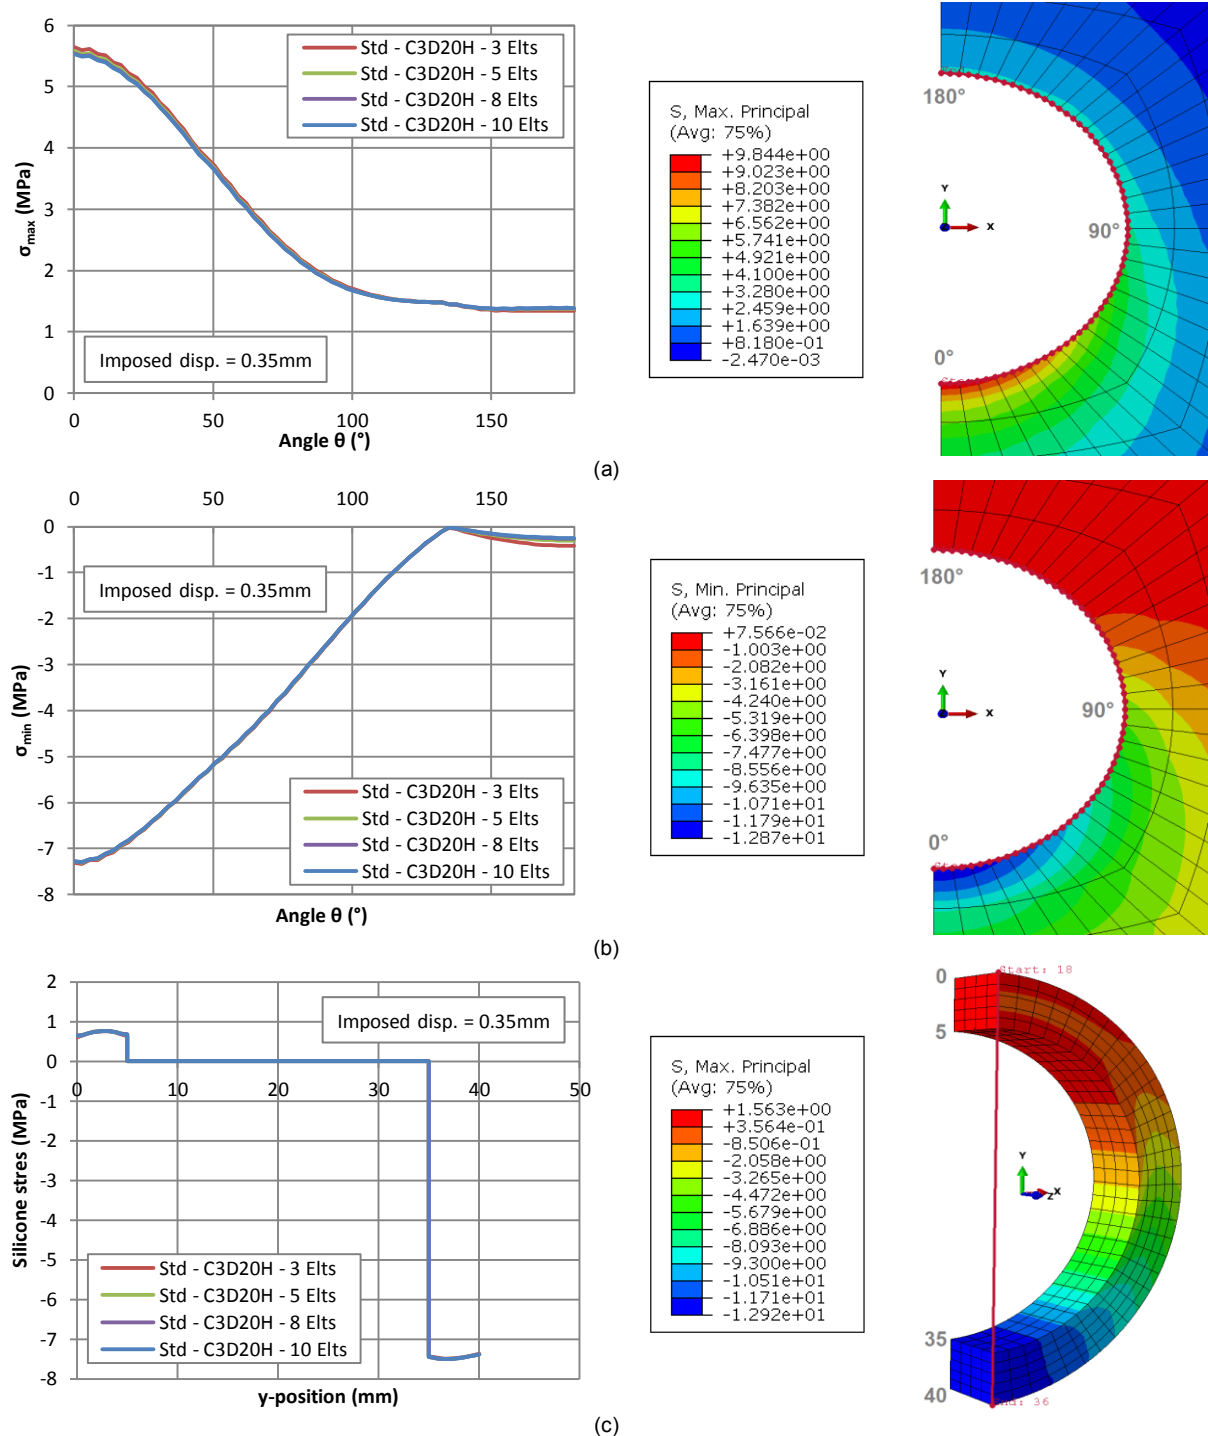 6
5
4
3
2
1
0
σmax (MPa)
Std - C3D20H - 3 Elts
Std - C3D20H - 5 Elts
Std - C3D20H - 8 Elts
Std - C3D20H - 10 Elts
Imposed disp. = 0.35mm
0 50 100 150
Angle θ (°)
S, Max. Principal
(Avg: 75%)
+9.844e+00
+9.023e+00
+8.203e+00
+7.382e+00
+6.562e+00
+5.741e+00
+4.921e+00
+4.100e+00
+3.280e+00
+2.459e+00
+1.639e+00
+8.180e-01
-2.470e-03
180°
Y
X
90°
0°
(a)
0 50 100 150
0
-1
-2
-3
-4
-5
-6
-7
-8
σmin (MPa)
Imposed disp. = 0.35mm
Std - C3D20H - 3 Elts
Std - C3D20H - 5 Elts
Std - C3D20H - 8 Elts
Std - C3D20H - 10 Elts
Angle θ (°)
S, Min. Principal
(Avg: 75%)
+7.566e-02
-1.003e+00
-2.082e+00
-3.161e+00
-4.240e+00
-5.319e+00
-6.398e+00
-7.477e+00
-8.556e+00
-9.635e+00
-1.071e+01
-1.179e+01
-1.287e+01
180°
Y
X
90°
0°
(b)
2
1
0
-1
-2
-3
-4
-5
-6
-7
-8
Silicone stres (MPa)
Imposed disp. = 0.35mm
0 10 20 30 40 50
Std - C3D20H - 3 Elts
Std - C3D20H - 5 Elts
Std - C3D20H - 8 Elts
Std - C3D20H - 10 Elts
y-position (mm)
S, Max. Principal
(Avg: 75%)
+1.563e+00
+3.564e-01
-8.506e-01
-2.058e+00
-3.265e+00
-4.472e+00
-5.679e+00
-6.886e+00
-8.093e+00
-9.300e+00
-1.051e+01
-1.171e+01
-1.292e+01
0
Start: 18
5
Y
X
Z
35
40
End: 36
(c)